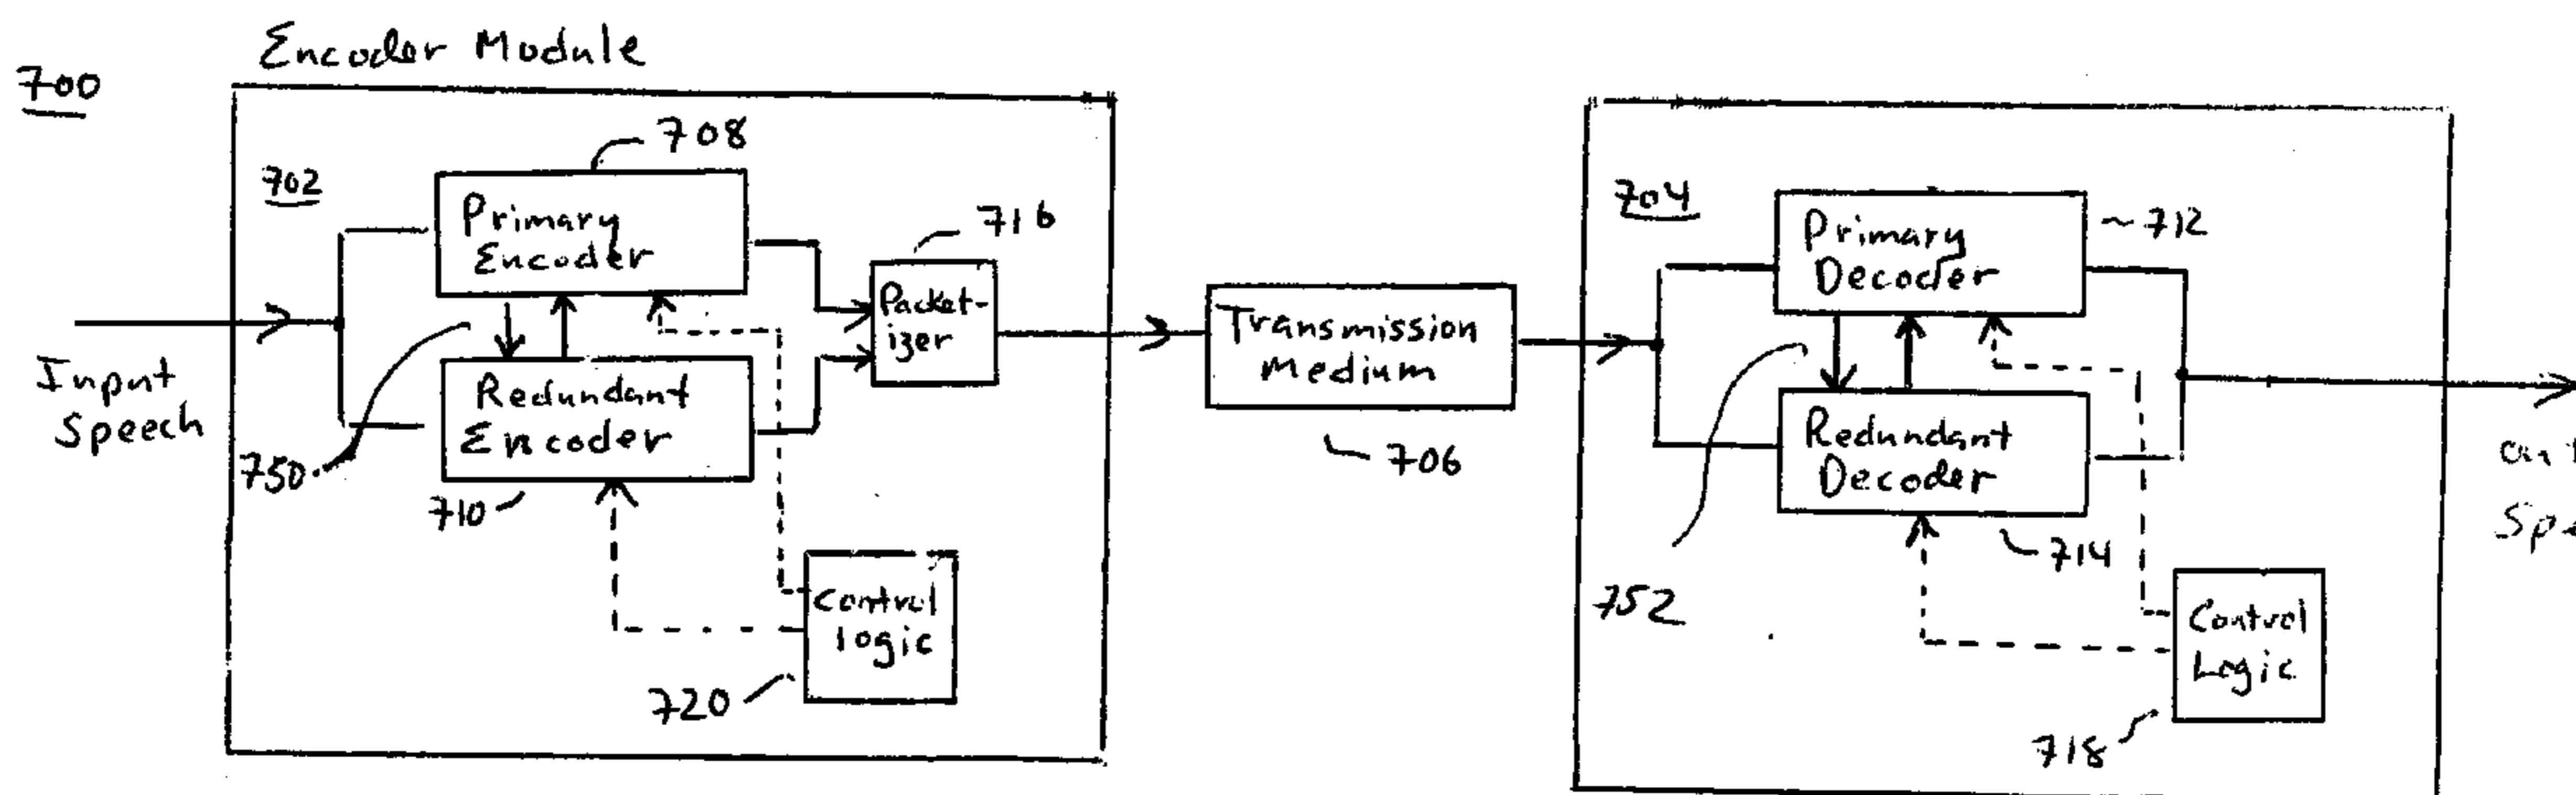 Encoder Module
700
702
708
Primary
Encoder
716
Packet-
izer
Input
Speech
750
Redundant
Encoder
710
Control
logic
720
Transmission
Medium
706
704
Primary
Decoder
712
Redundant
Decoder
714
752
Control
Logic
718